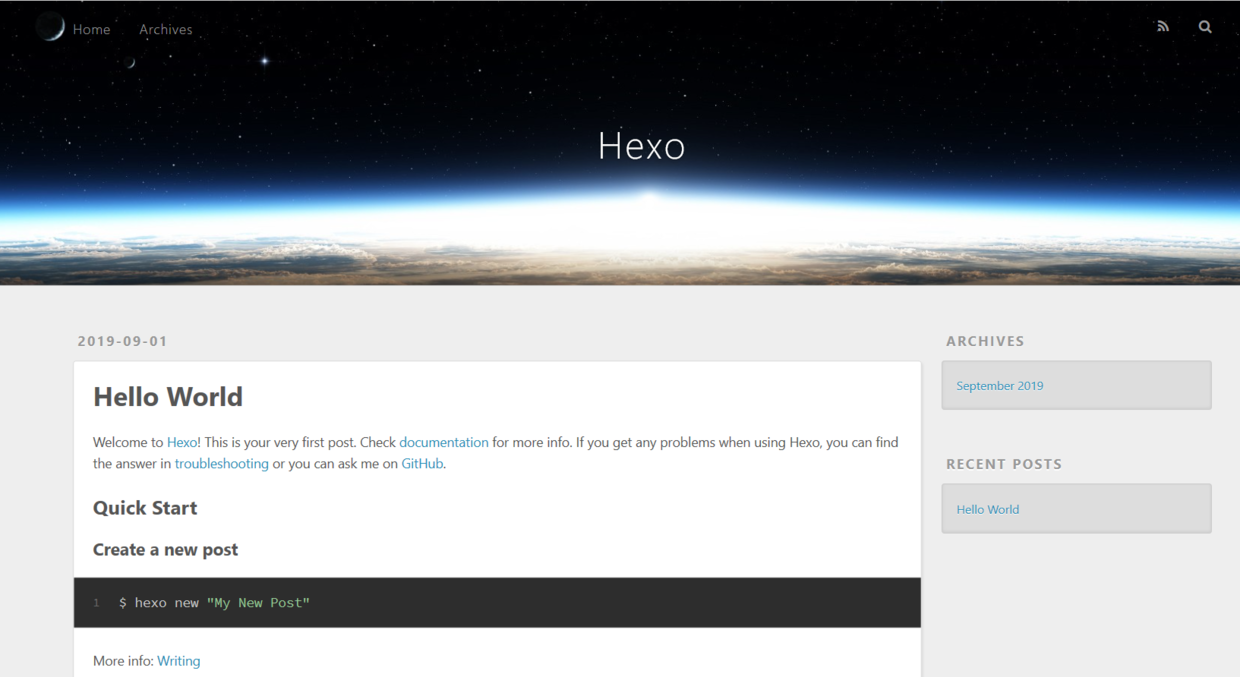 Home Archives
Hexo
2019-09-01
Hello World
Welcome to Hexo! This is your very first post. Check documentation for more info. If you get any problems when using Hexo, you can find
the answer in troubleshooting or you can ask me on GitHub.
Quick Start
Create a new post
1 $ hexo new "My New Post"
More info: Writing
ARCHIVES
September 2019
RECENT POSTS
Hello World